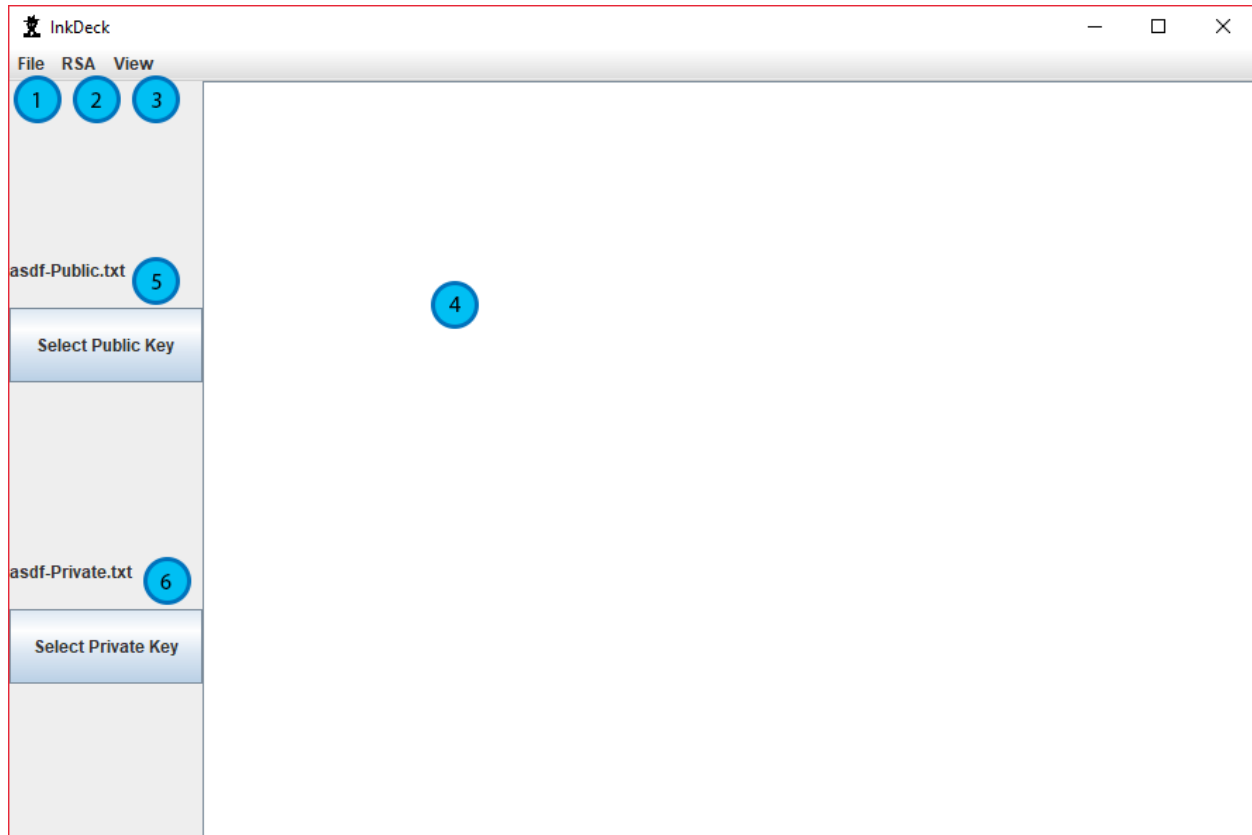 InkDeck
File RSA View
1 2 3
asdf-Public.txt 5
4
Select Public Key
asdf-Private.txt 6
Select Private Key